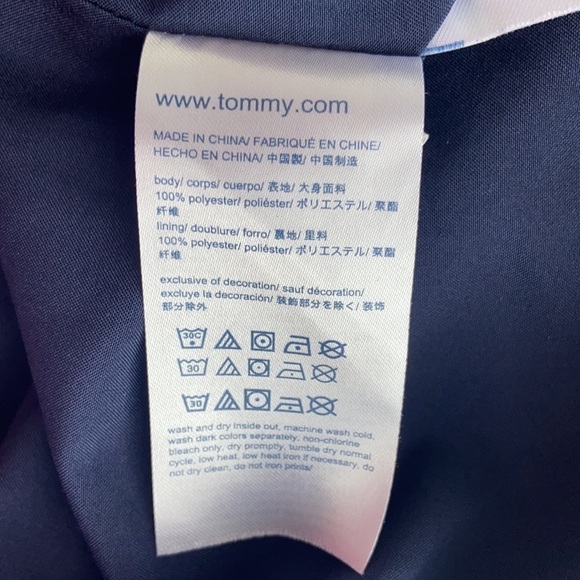 www.tommy.com
MADE IN CHINA/ FABRIQUÉ EN CHINE/
HECHO EN CHINA/ 中国製/ 中国制造
body/ corps/ cuerpo/ 表地/ 大身面料
100% polyester/ poliéster/ ポリエステル/ 聚酯
纤维
lining/ doublure/ forro/ 裏地/ 里料
100% polyester/ poliéster/ ポリエステル/ 聚酯
纤维
exclusive of decoration/ sauf décoration/
excluye la decoración/ 装飾部分を除く/ 装饰
部分除外
30C
30
30
wash and dry inside out, machine wash cold,
wash dark colors separately, non-chlorine
bleach only, dry promptly, tumble dry normal
cycle, low heat, low heat iron if necessary, do
not dry clean, do not iron prints/